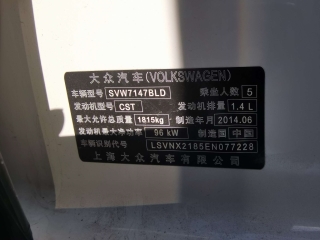 大众汽车(VOLKSWAGEN)
车辆型号 SVW7147BLD 乘坐人数 5
发动机型号 CST 发动机排量 1.4 L
最大允许总质量 1815kg 制造年月 2014.06
发动机最大净功率 96 kW 制造国 中国
车辆识别代号 LSVNX2185EN077228
上海大众汽车有限公司